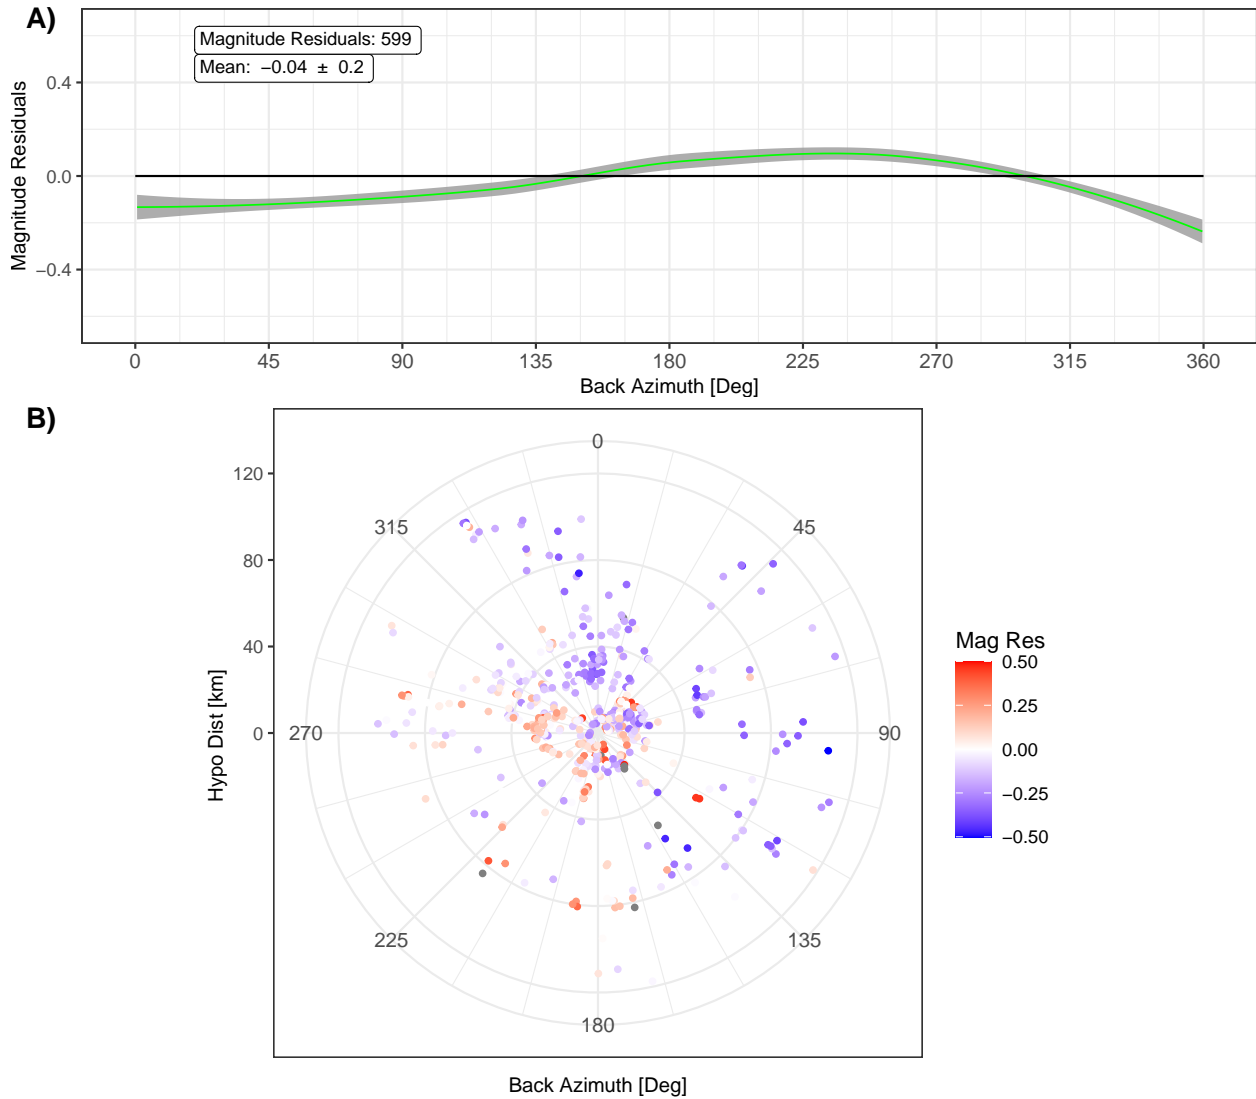 A)
Magnitude Residuals: 599
Mean: −0.04 ± 0.2
Magnitude Residuals
0.4
0.0
−0.4
0 45 90 135 180 225 270 315 360
Back Azimuth [Deg]
B)
Hypo Dist [km]
120
80
40
0
0
45
90
135
180
225
270
315
Back Azimuth [Deg]
Mag Res
0.50
0.25
0.00
−0.25
−0.50